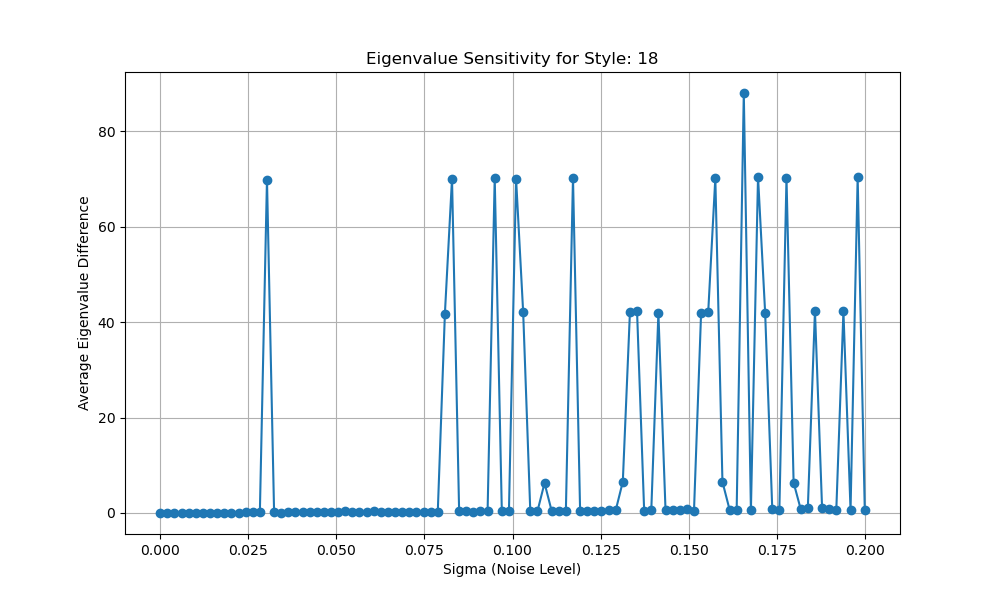 Eigenvalue Sensitivity for Style: 18
Average Eigenvalue Difference
80
60
40
20
0
0.000 0.025 0.050 0.075 0.100 0.125 0.150 0.175 0.200
Sigma (Noise Level)